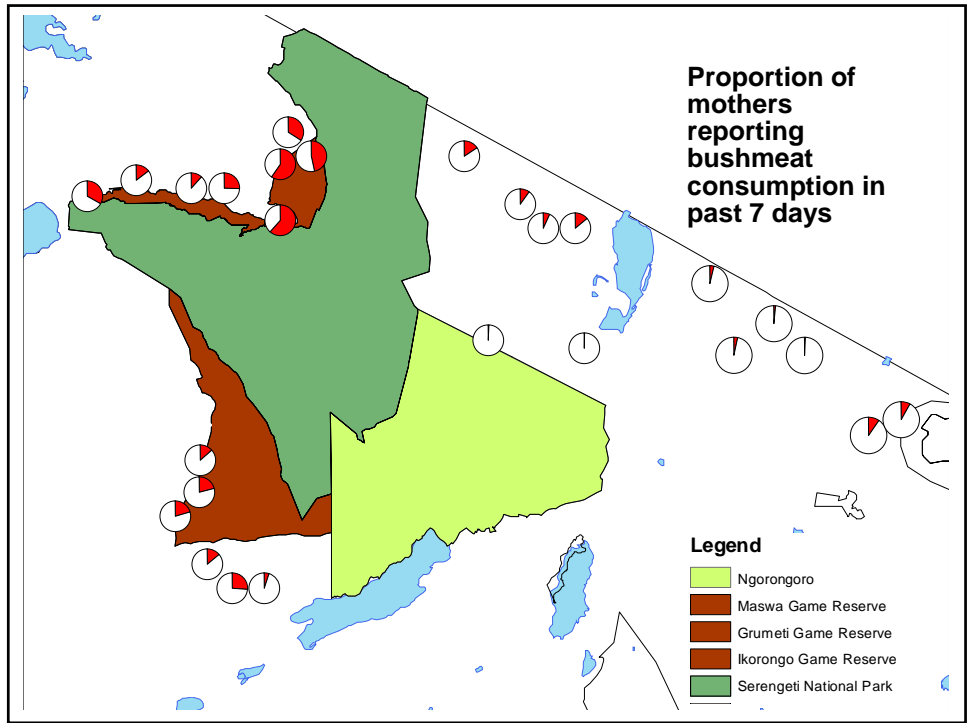 Proportion of
mothers
reporting
bushmeat
consumption in
past 7 days
Legend
Ngorongoro
Maswa Game Reserve
Grumeti Game Reserve
Ikorongo Game Reserve
Serengeti National Park